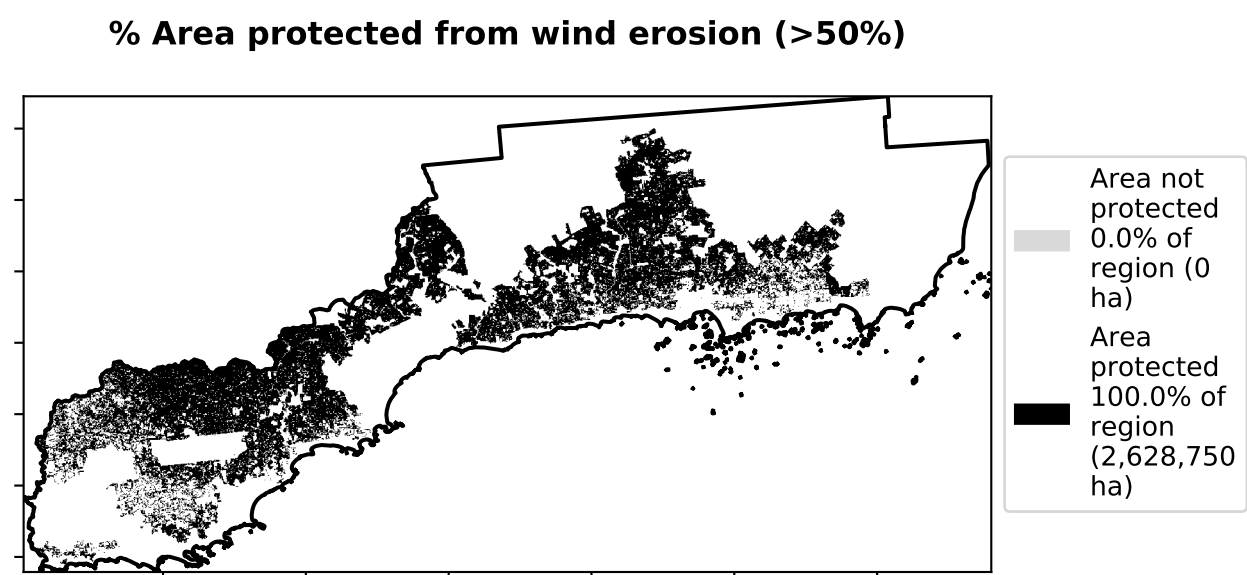 % Area protected from wind erosion (>50%)
Area not
protected
0.0% of
region (0
ha)
Area
protected
100.0% of
region
(2,628,750
ha)